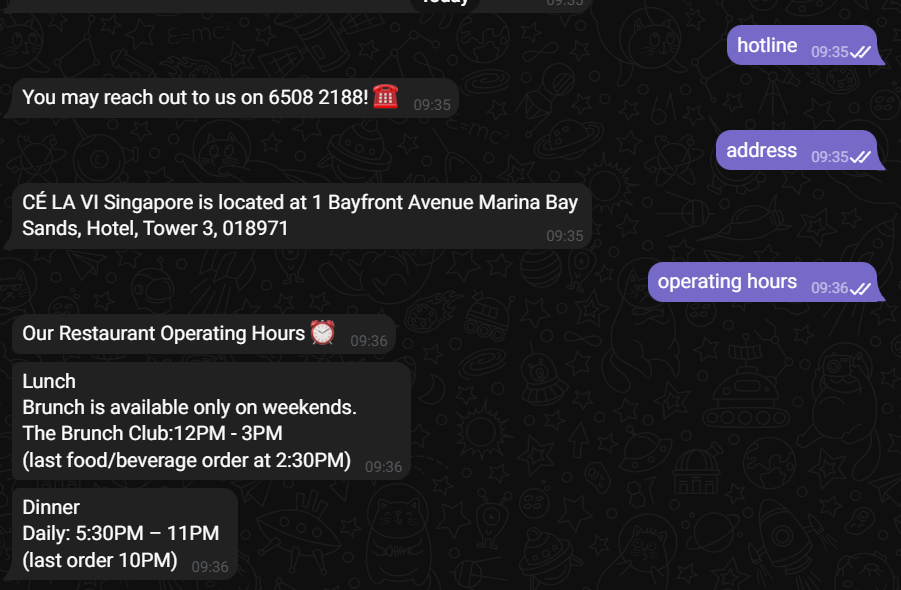 Today
09:35
hotline 09:35
You may reach out to us on 6508 2188! 09:35
address 09:35
CÉ LA VI Singapore is located at 1 Bayfront Avenue Marina Bay
Sands, Hotel, Tower 3, 018971
09:35
operating hours 09:36
Our Restaurant Operating Hours 09:36
Lunch
Brunch is available only on weekends.
The Brunch Club:12PM - 3PM
(last food/beverage order at 2:30PM) 09:36
Dinner
Daily: 5:30PM – 11PM
(last order 10PM) 09:36